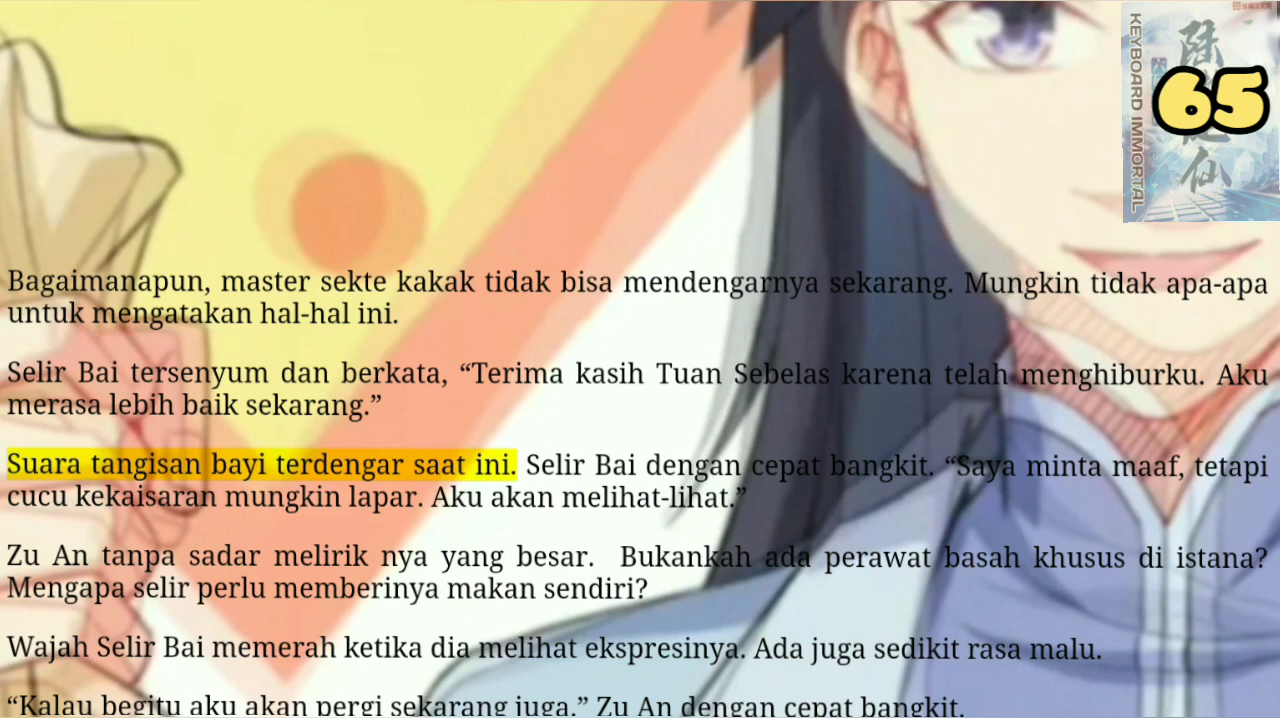 KEYBOARD IMMORTAL
65
Bagaimanapun, master sekte kakak tidak bisa mendengarnya sekarang. Mungkin tidak apa-apa
untuk mengatakan hal-hal ini.
Selir Bai tersenyum dan berkata, “Terima kasih Tuan Sebelas karena telah menghiburku. Aku
merasa lebih baik sekarang.”
Suara tangisan bayi terdengar saat ini. Selir Bai dengan cepat bangkit. “Saya minta maaf, tetapi
cucu kekaisaran mungkin lapar. Aku akan melihat-lihat.”
Zu An tanpa sadar melirik nya yang besar.  Bukankah ada perawat basah khusus di istana?
Mengapa selir perlu memberinya makan sendiri?
Wajah Selir Bai memerah ketika dia melihat ekspresinya. Ada juga sedikit rasa malu.
“Kalau begitu aku akan pergi sekarang juga.” Zu An dengan cepat bangkit.